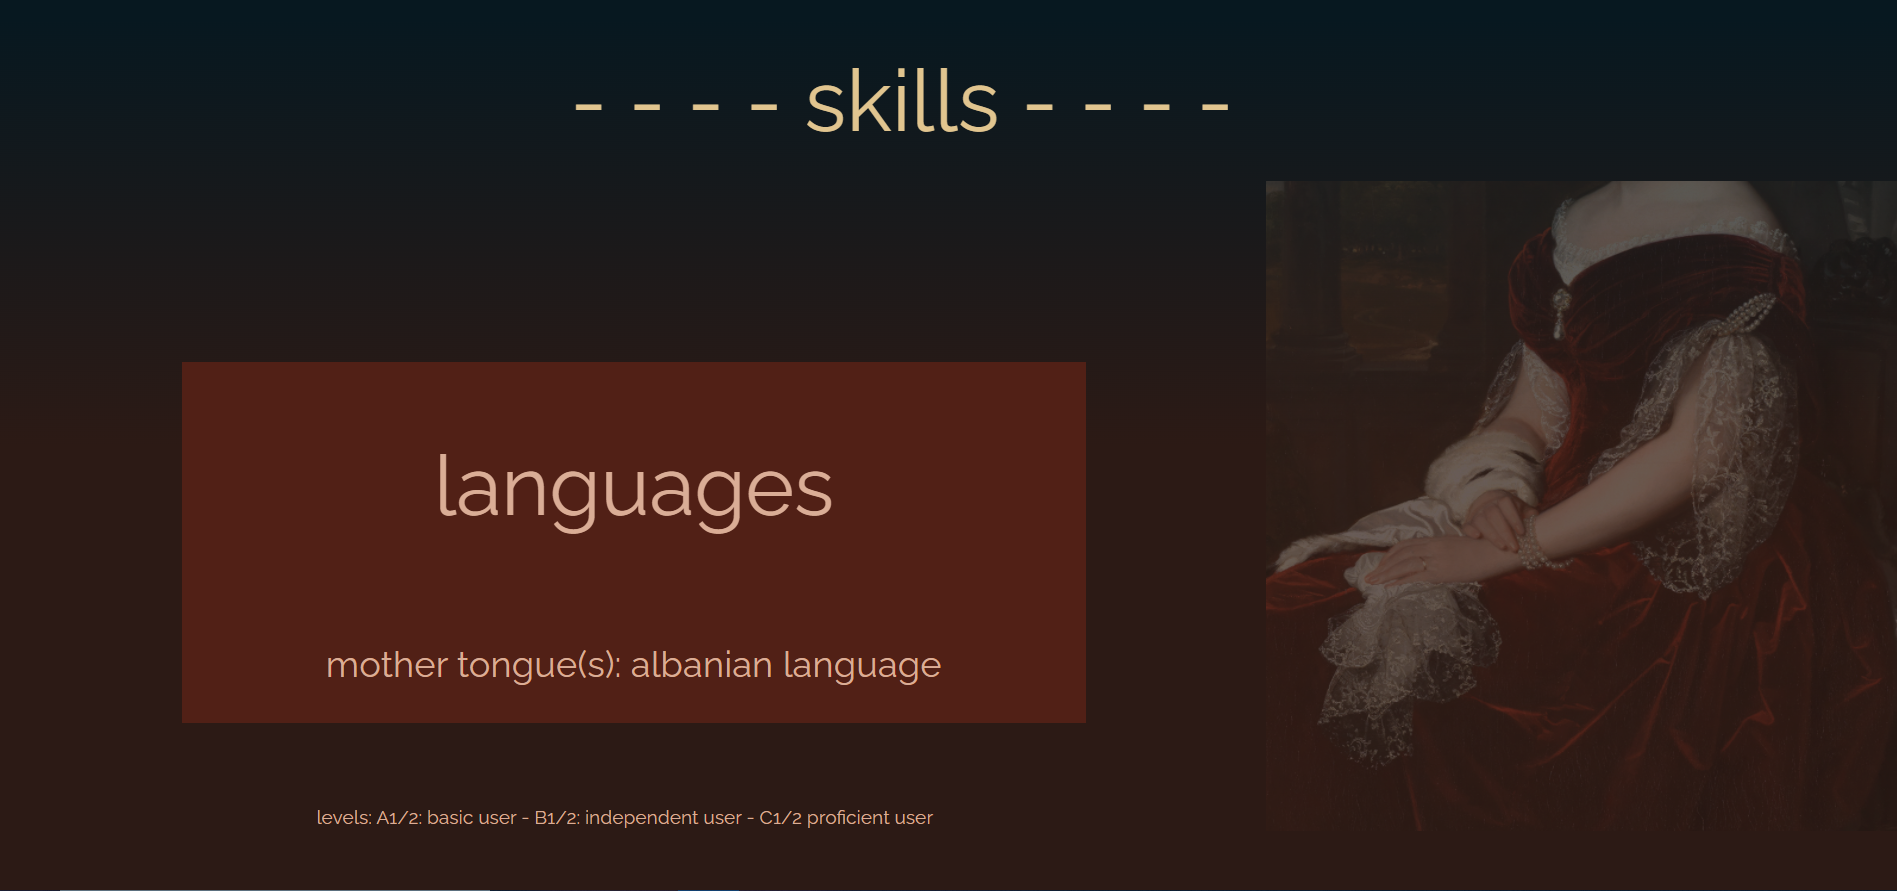 - - - - skills - - - -
languages
mother tongue(s): albanian language
levels: A1/2: basic user - B1/2: independent user - C1/2 proficient user